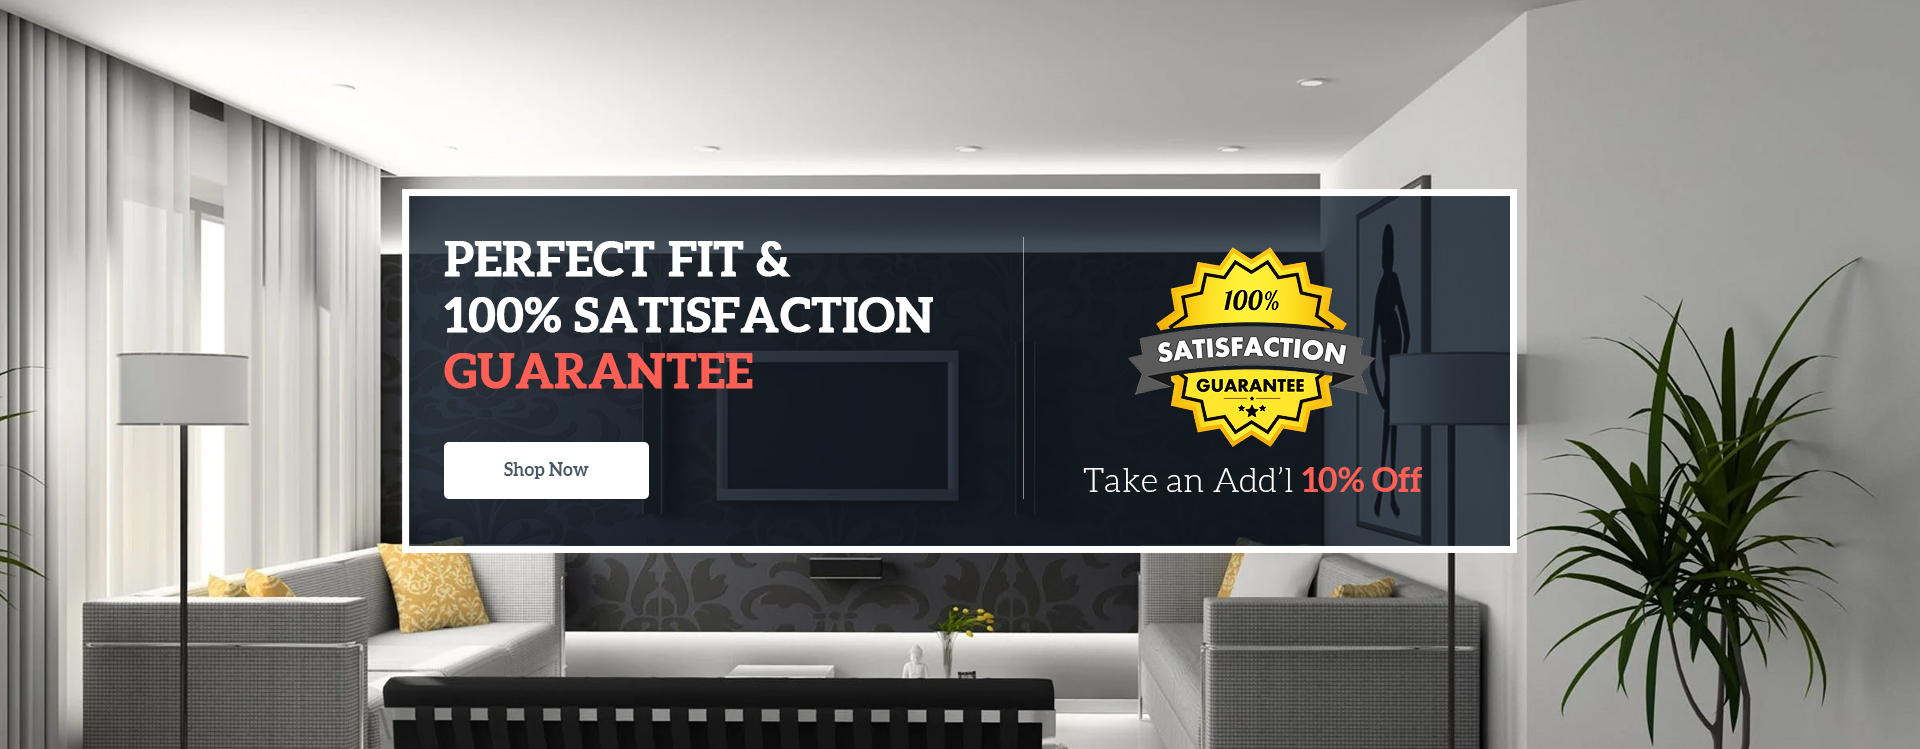 PERFECT FIT &
100% SATISFACTION
GUARANTEE
Shop Now
100%
SATISFACTION
GUARANTEE
Take an Add'l 10% Off